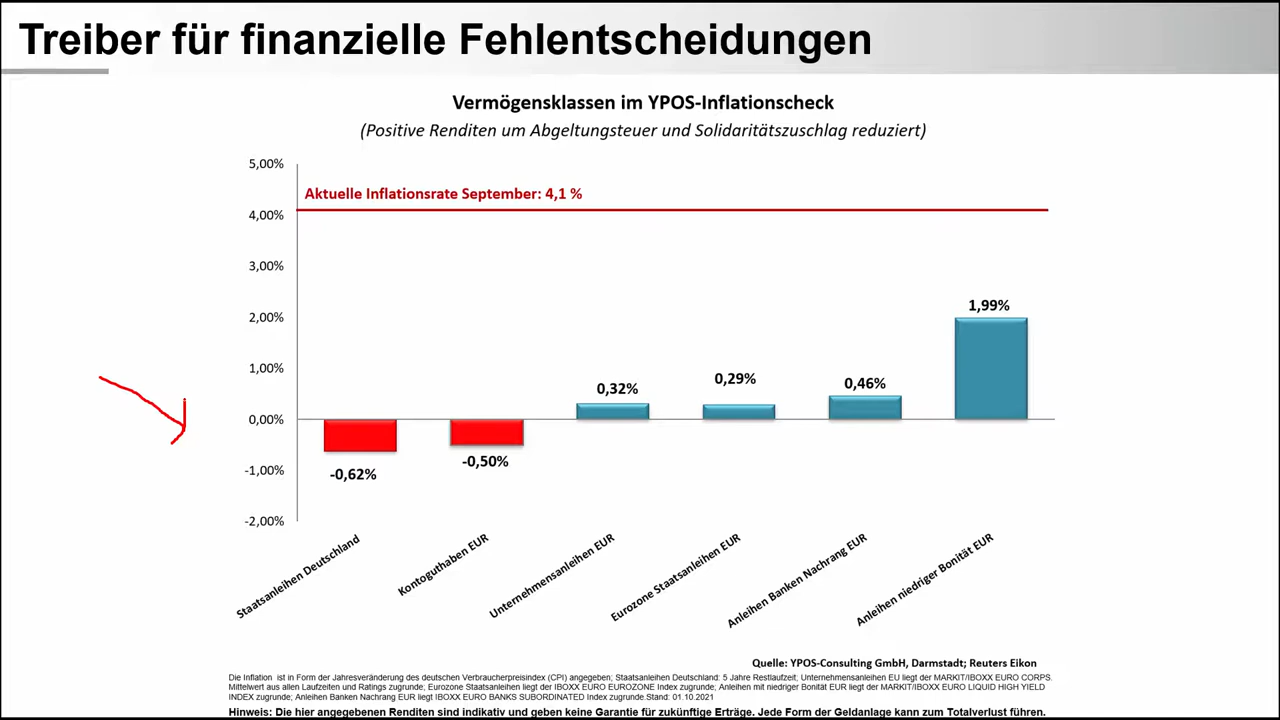 Treiber für finanzielle Fehlentscheidungen
Vermögensklassen im YPOS-Inflationscheck
(Positive Renditen um Abgeltungsteuer und Solidaritätszuschlag reduziert)
5,00%
Aktuelle Inflationsrate September: 4,1 %
4,00%
3,00%
2,00%
1,00%
0,00%
-1,00%
-2,00%
-0,62%
-0,50%
0,32%
0,29%
0,46%
1,99%
Staatsanleihen Deutschland
Kontoguthaben EUR
Unternehmensanleihen EUR
Eurozone Staatsanleihen EUR
Anleihen Banken Nachrang EUR
Anleihen niedriger Bonität EUR
Quelle: YPOS-Consulting GmbH, Darmstadt; Reuters Eikon
Die Inflation ist in Form der Jahresveränderung des deutschen Verbraucherpreisindex (CPI) angegeben; Staatsanleihen Deutschland: 5 Jahre Restlaufzeit; Unternehmensanleihen EU liegt der MARKIT/IBOXX EURO CORPS.
Mittelwert aus allen Laufzeiten und Ratings zugrunde; Eurozone Staatsanleihen liegt der IBOXX EURO EUROZONE Index zugrunde; Anleihen mit niedriger Bonität EUR liegt der MARKIT/IBOXX EURO LIQUID HIGH YIELD
INDEX zugrunde; Anleihen Banken Nachrang EUR liegt IBOXX EURO BANKS SUBORDINATED Index zugrunde.Stand: 01.10.2021
Hinweis: Die hier angegebenen Renditen sind indikativ und geben keine Garantie für zukünftige Erträge. Jede Form der Geldanlage kann zum Totalverlust führen.